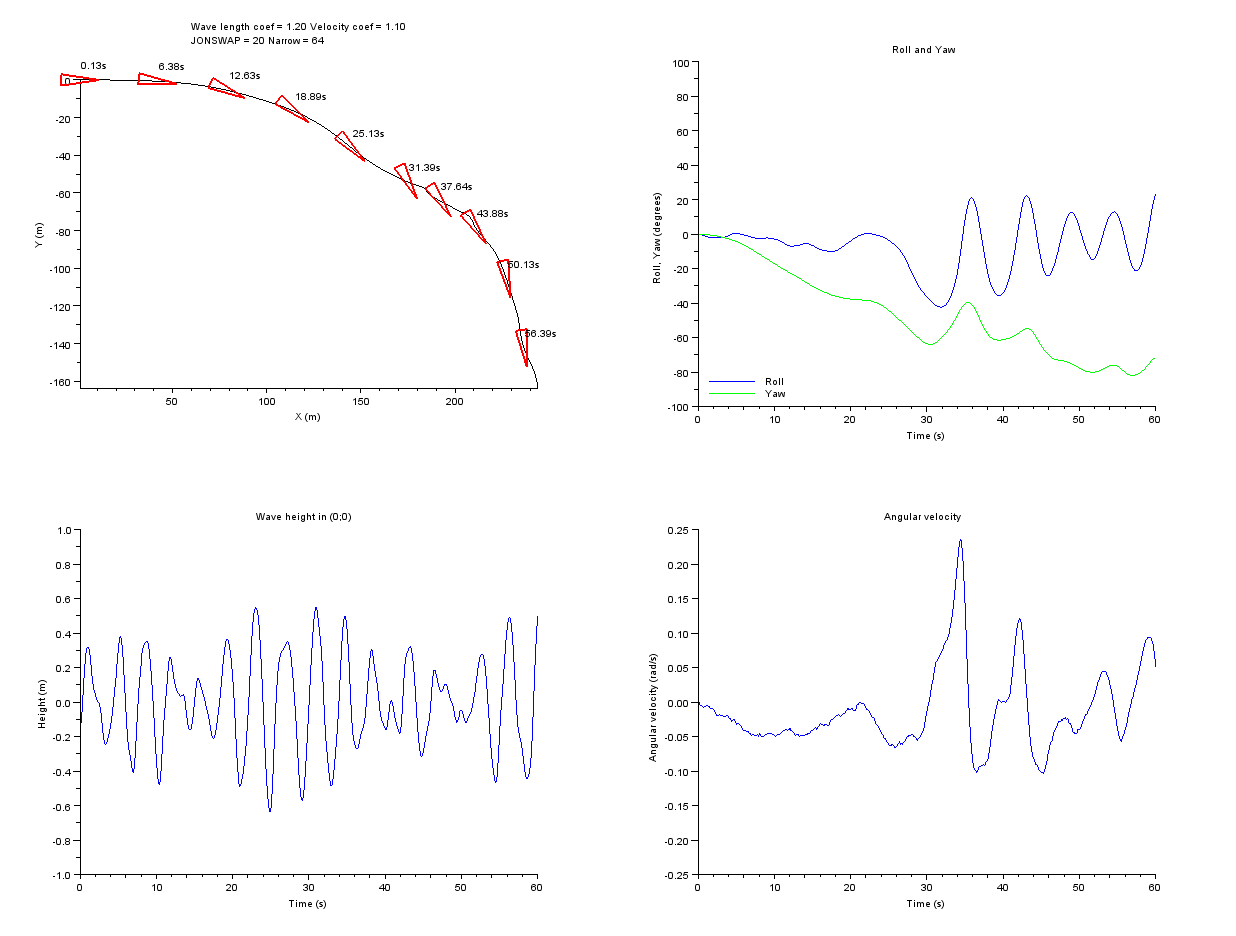 Wave length coef = 1.20 Velocity coef = 1.10
JONSWAP = 20 Narrow = 64
0.13s
6.38s
12.63s
18.89s
25.13s
31.39s
37.64s
43.88s
50.13s
56.39s
0
-20
-40
-60
-80
-100
-120
-140
-160
Y (m)
50
100
150
200
X (m)
Roll and Yaw
100
80
60
40
20
0
-20
-40
-60
-80
-100
Roll, Yaw (degrees)
Roll
Yaw
0
10
20
30
40
50
60
Time (s)
Wave height in (0;0)
1.0
0.8
0.6
0.4
0.2
0.0
-0.2
-0.4
-0.6
-0.8
-1.0
Height (m)
0
10
20
30
40
50
60
Time (s)
Angular velocity
0.25
0.20
0.15
0.10
0.05
0.00
-0.05
-0.10
-0.15
-0.20
-0.25
Angular velocity (rad/s)
0
10
20
30
40
50
60
Time (s)